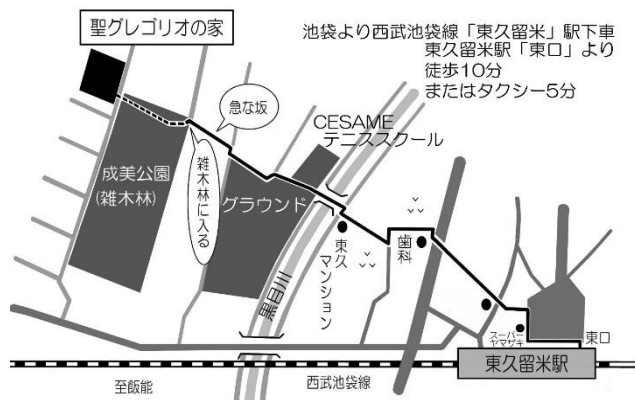 聖グレゴリオの家
池袋より西武池袋線「東久留米」駅下車
東久留米駅「東口」より
徒歩10分
またはタクシー5分
急な坂
CESAME
テニススクール
成美公園
(雑木林)
雑木林に入る
グラウンド
黒目川
東久
マンション
歯科
スーパー
ヤマザキ
東口
東久留米駅
至飯能
西武池袋線